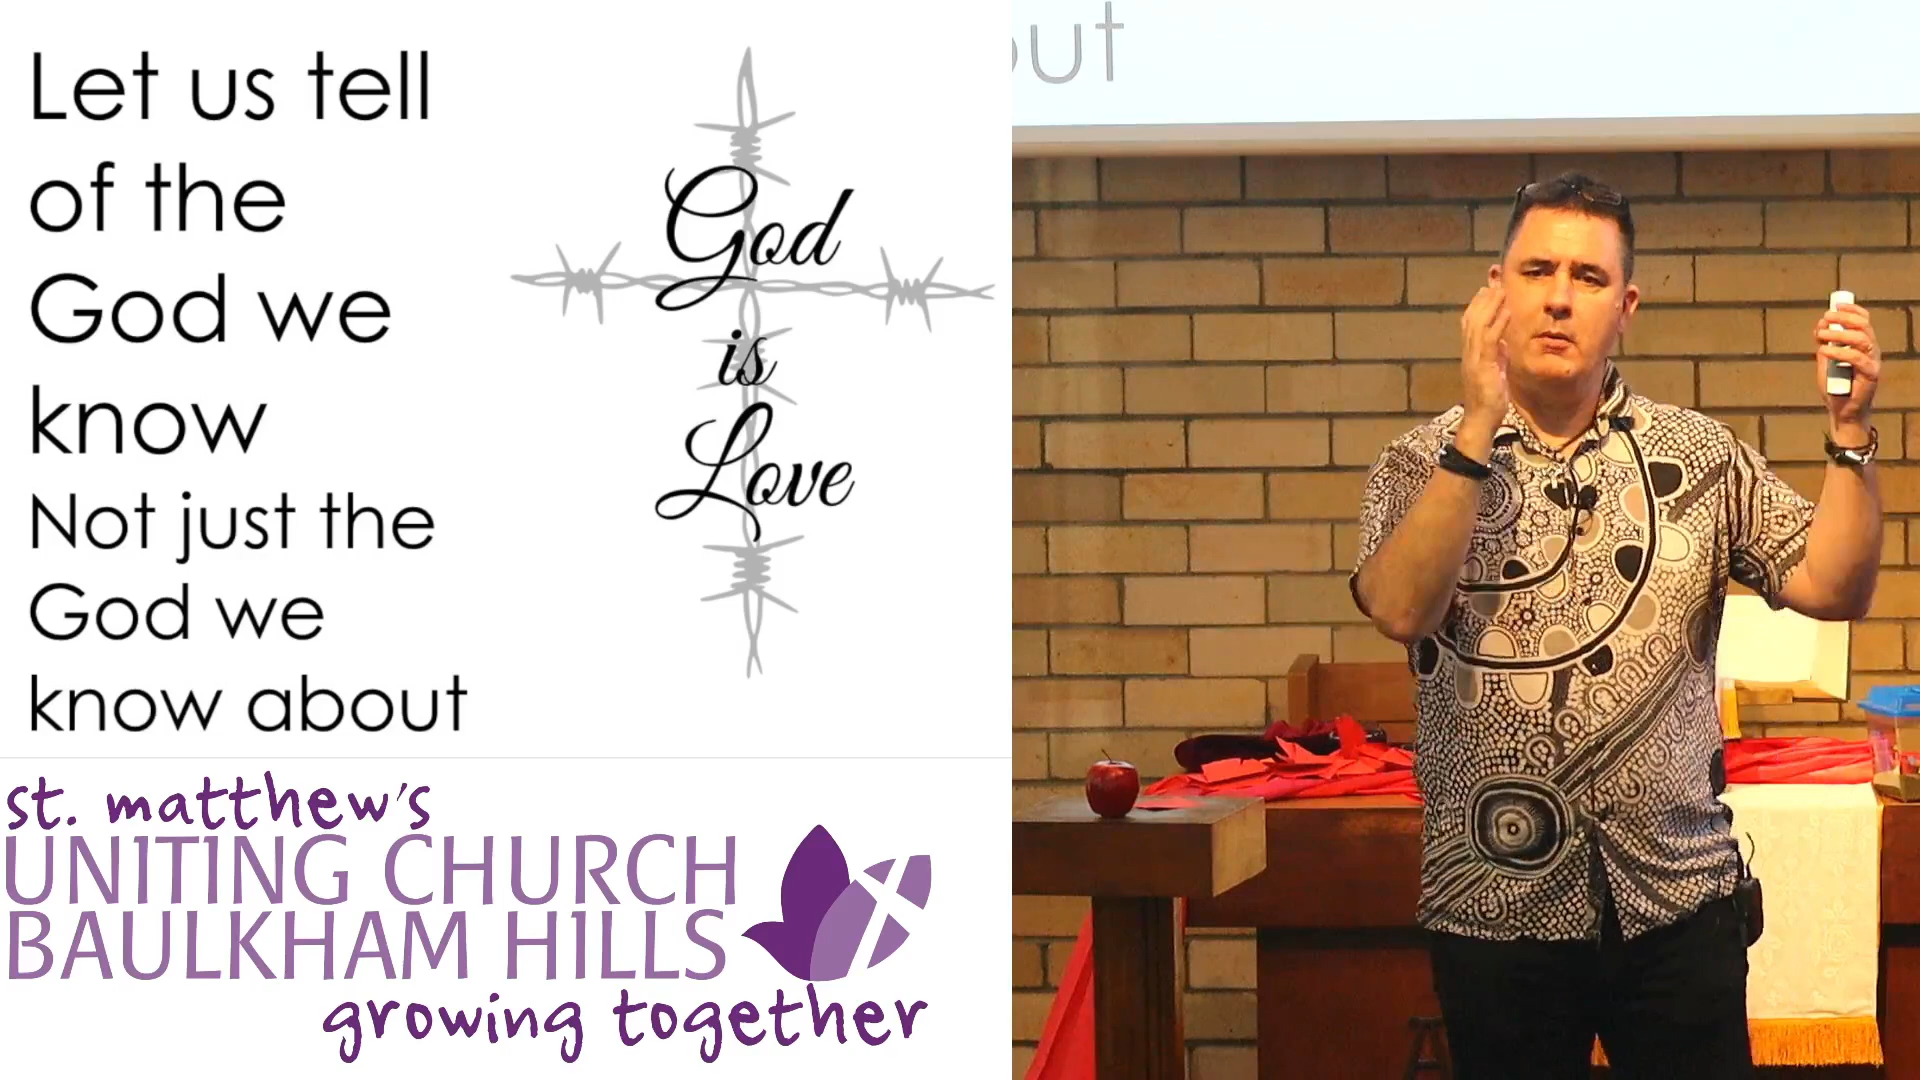 Let us tell
of the
God we
know
Not just the
God we
know about
God
is
Love
st. matthew's
UNITING CHURCH
BAULKHAM HILLS
growing together
out